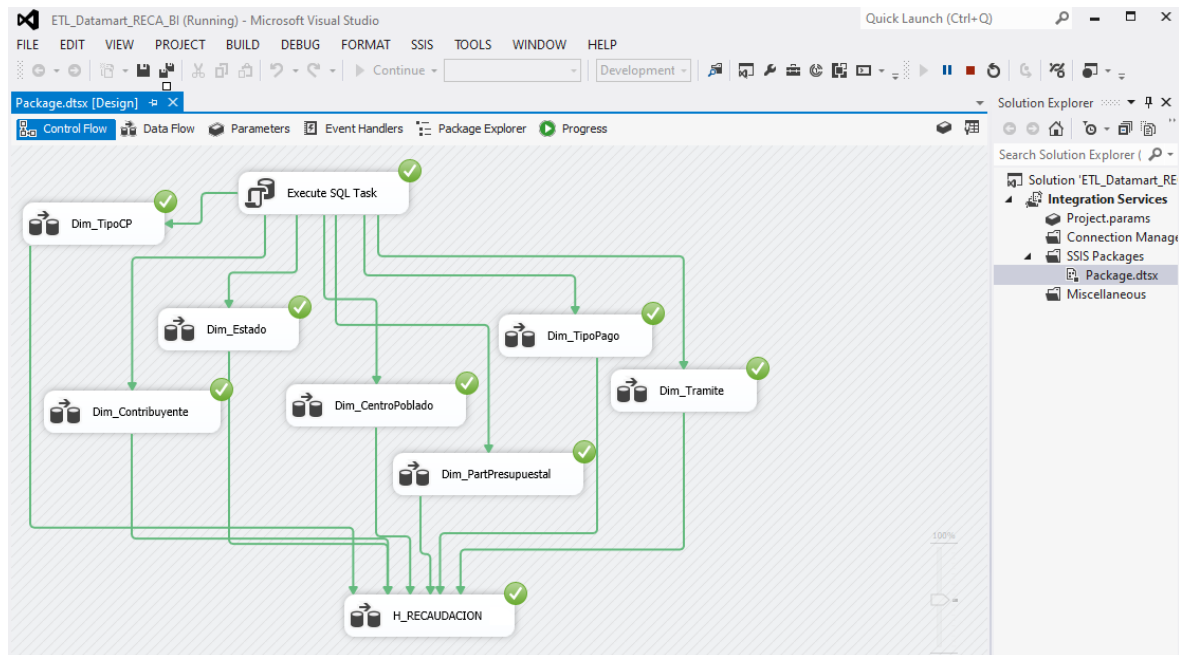 ETL_Datamart_RECA_BI (Running) - Microsoft Visual Studio
Quick Launch (Ctrl+Q)
FILE EDIT VIEW PROJECT BUILD DEBUG FORMAT SSIS TOOLS WINDOW HELP
Continue
Development
Package.dtsx [Design]
Control Flow Data Flow Parameters Event Handlers Package Explorer Progress
Execute SQL Task
Dim_TipoCP
Dim_Estado
Dim_TipoPago
Dim_Tramite
Dim_Contribuyente
Dim_CentroPoblado
Dim_PartPresupuestal
100%
H_RECAUDACION
Solution Explorer
Search Solution Explorer (
Solution 'ETL_Datamart_RE
Integration Services
Project.params
Connection Manage
SSIS Packages
Package.dtsx
Miscellaneous